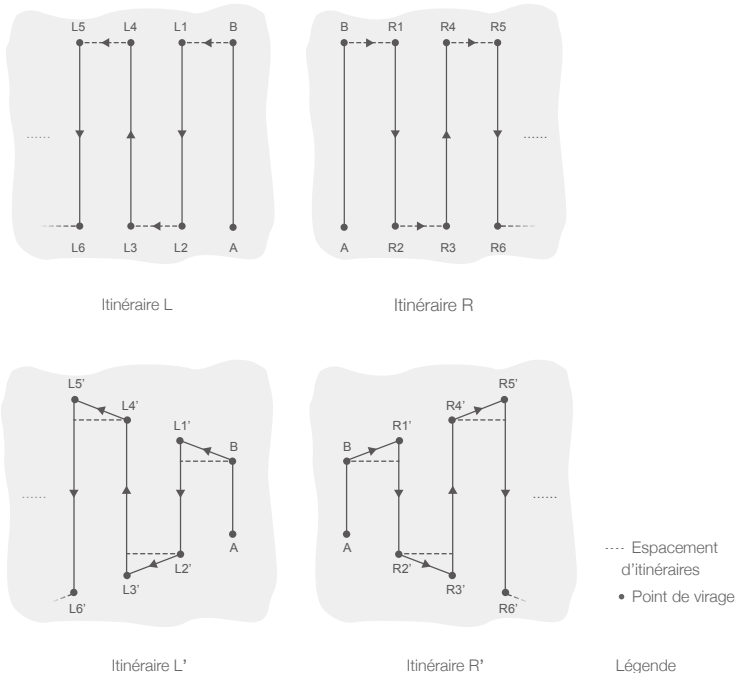 L5 L4 L1 B
L6 L3 L2 A
Itinéraire L
B R1 R4 R5
A R2 R3 R6
Itinéraire R
L5’
L4’
L1’
B
A
L2’
L3’
L6’
Itinéraire L’
R5’
R4’
R1’
B
A
R2’
R3’
R6’
Itinéraire R’
Espacement
d’itinéraires
Point de virage
Légende